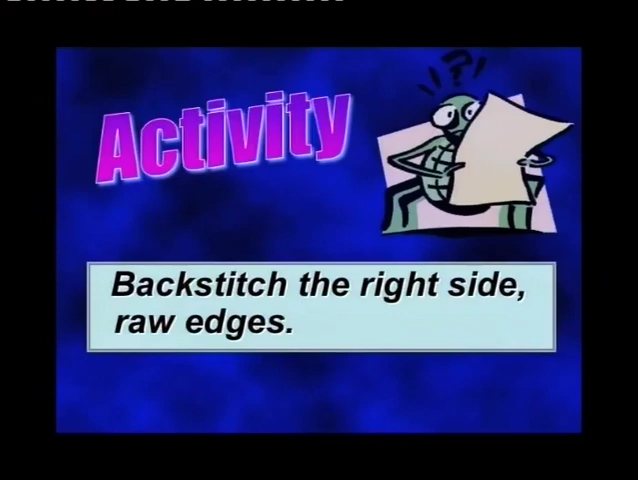 Activity
Backstitch the right side,
raw edges.